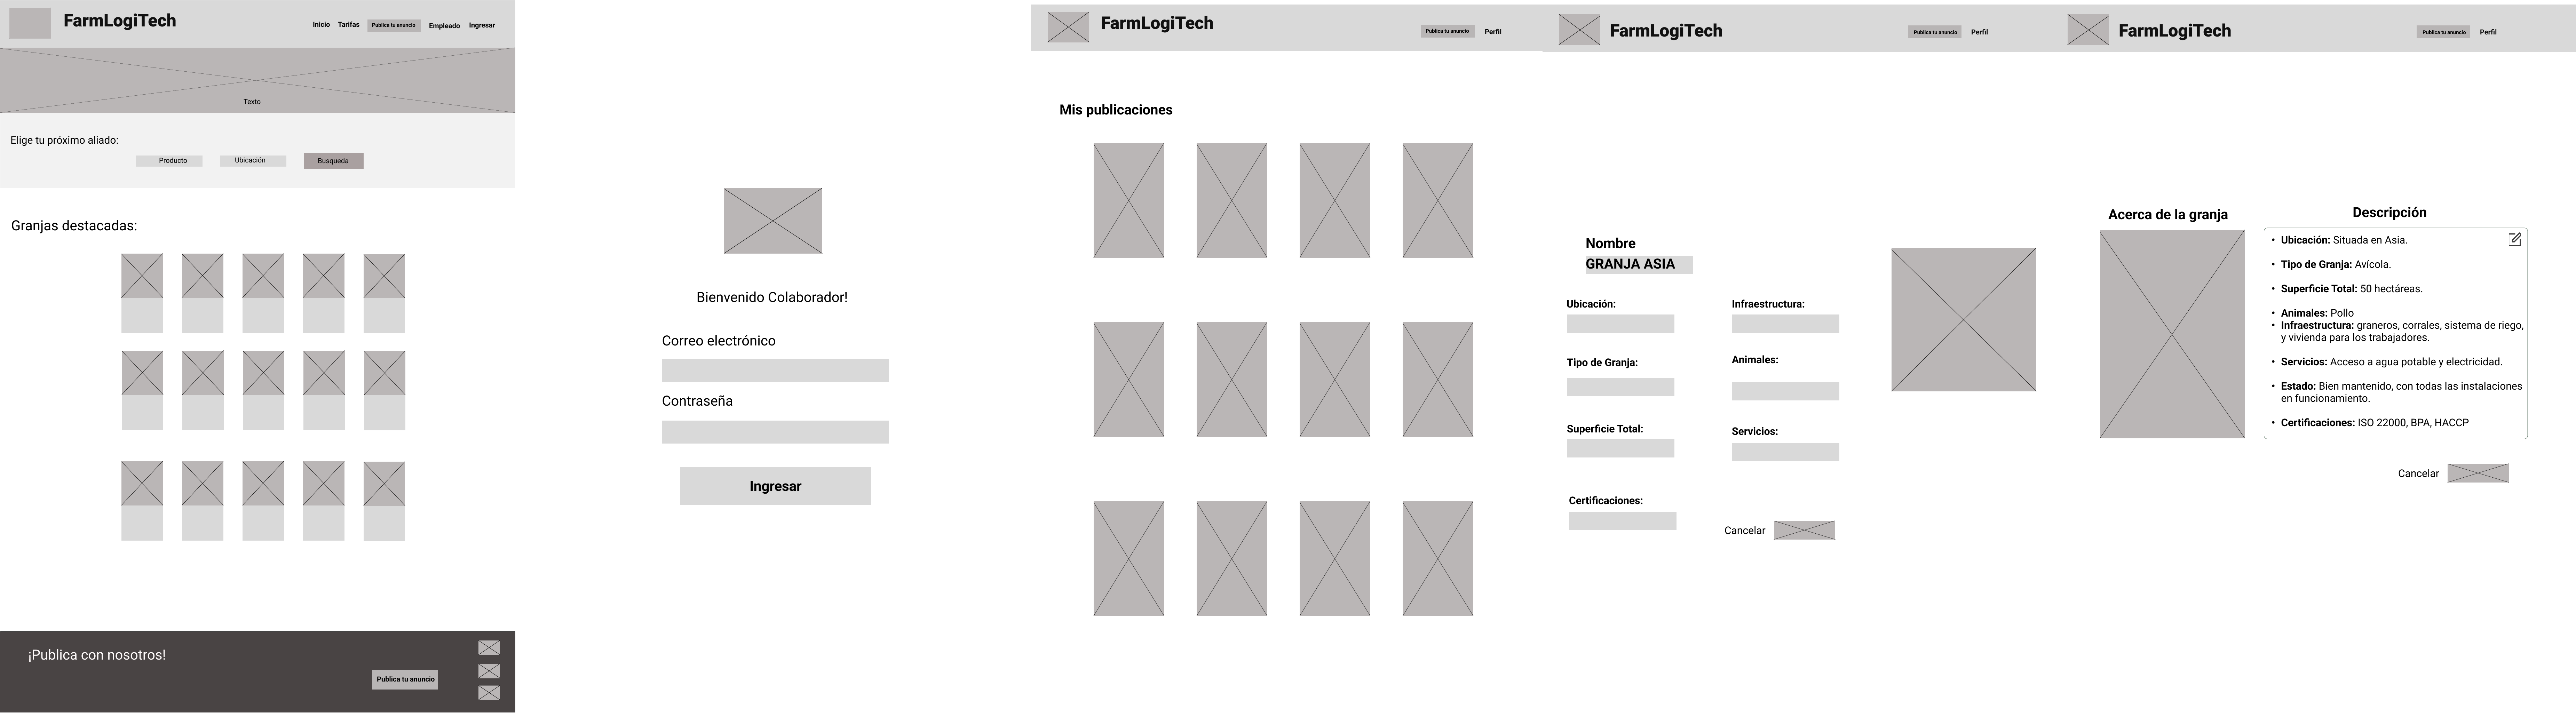 FarmLogiTech
Inicio Tarifas Publica tu anuncio Empleado Ingresar
Texto
Elige tu próximo aliado:
Producto Ubicación Busqueda
Granjas destacadas:
¡Publica con nosotros!
Publica tu anuncio
Bienvenido Colaborador!
Correo electrónico
Contraseña
Ingresar
FarmLogiTech
Publica tu anuncio Perfil
Mis publicaciones
FarmLogiTech
Publica tu anuncio Perfil
Nombre
GRANJA ASIA
Ubicación: Infraestructura:
Tipo de Granja: Animales:
Superficie Total: Servicios:
Certificaciones:
Cancelar
FarmLogiTech
Publica tu anuncio Perfil
Acerca de la granja
Descripción
• Ubicación: Situada en Asia.
• Tipo de Granja: Avícola.
• Superficie Total: 50 hectáreas.
• Animales: Pollo
• Infraestructura: graneros, corrales, sistema de riego,
y vivienda para los trabajadores.
• Servicios: Acceso a agua potable y electricidad.
• Estado: Bien mantenido, con todas las instalaciones
en funcionamiento.
• Certificaciones: ISO 22000, BPA, HACCP
Cancelar